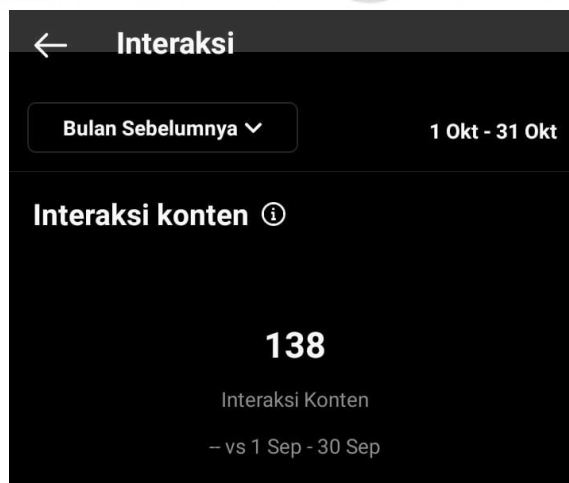 Interaksi
Bulan Sebelumnya
1 Okt - 31 Okt
Interaksi konten
138
Interaksi Konten
-- vs 1 Sep - 30 Sep